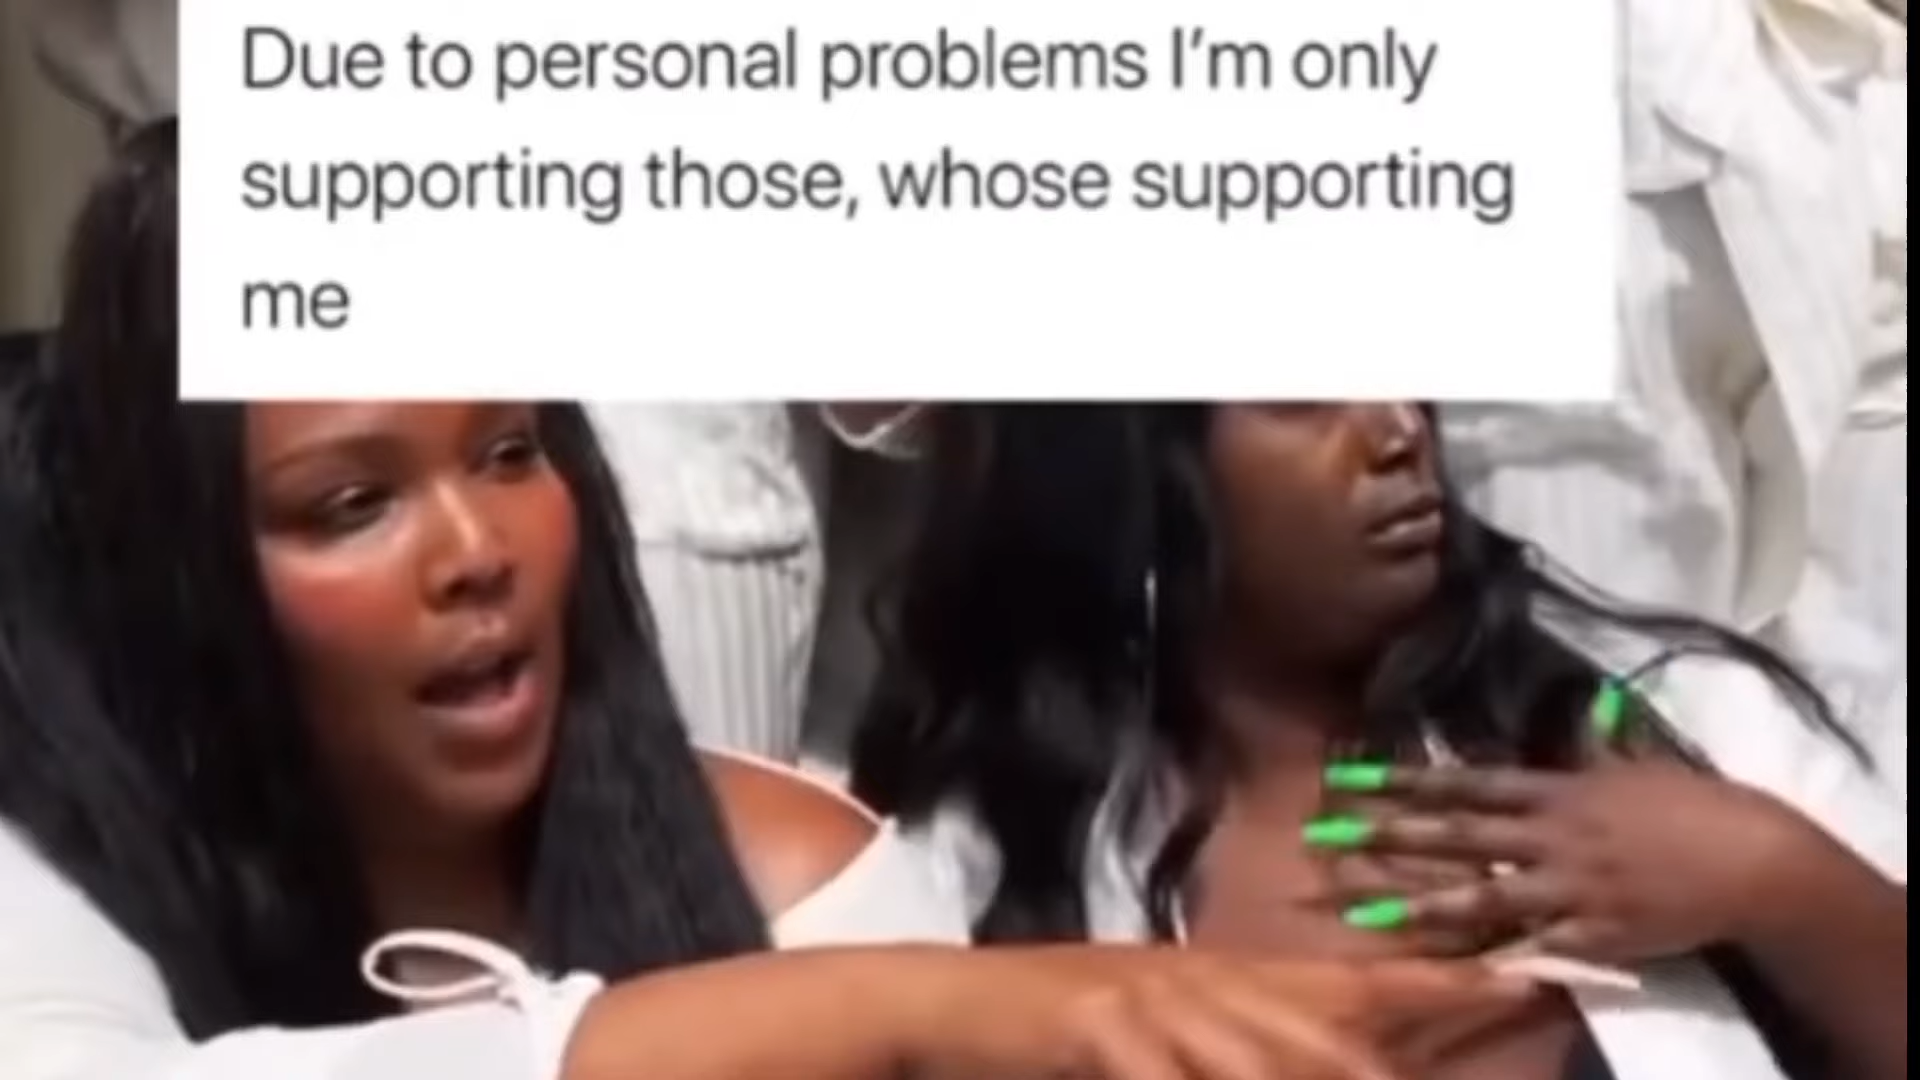 Due to personal problems I’m only
supporting those, whose supporting
me